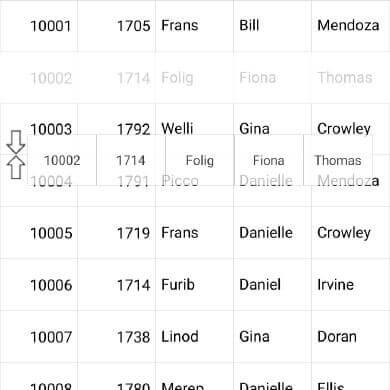 10001 1705 Frans Bill Mendoza
10002 1714 Folig Fiona Thomas
10003 1792 Welli Gina Crowley
10002 1714 Folig Fiona Thomas
10004 1791 Picco Danielle Mendoza
10005 1719 Frans Danielle Crowley
10006 1714 Furib Daniel Irvine
10007 1738 Linod Gina Doran
10008 1780 Meren Danielle Ellis